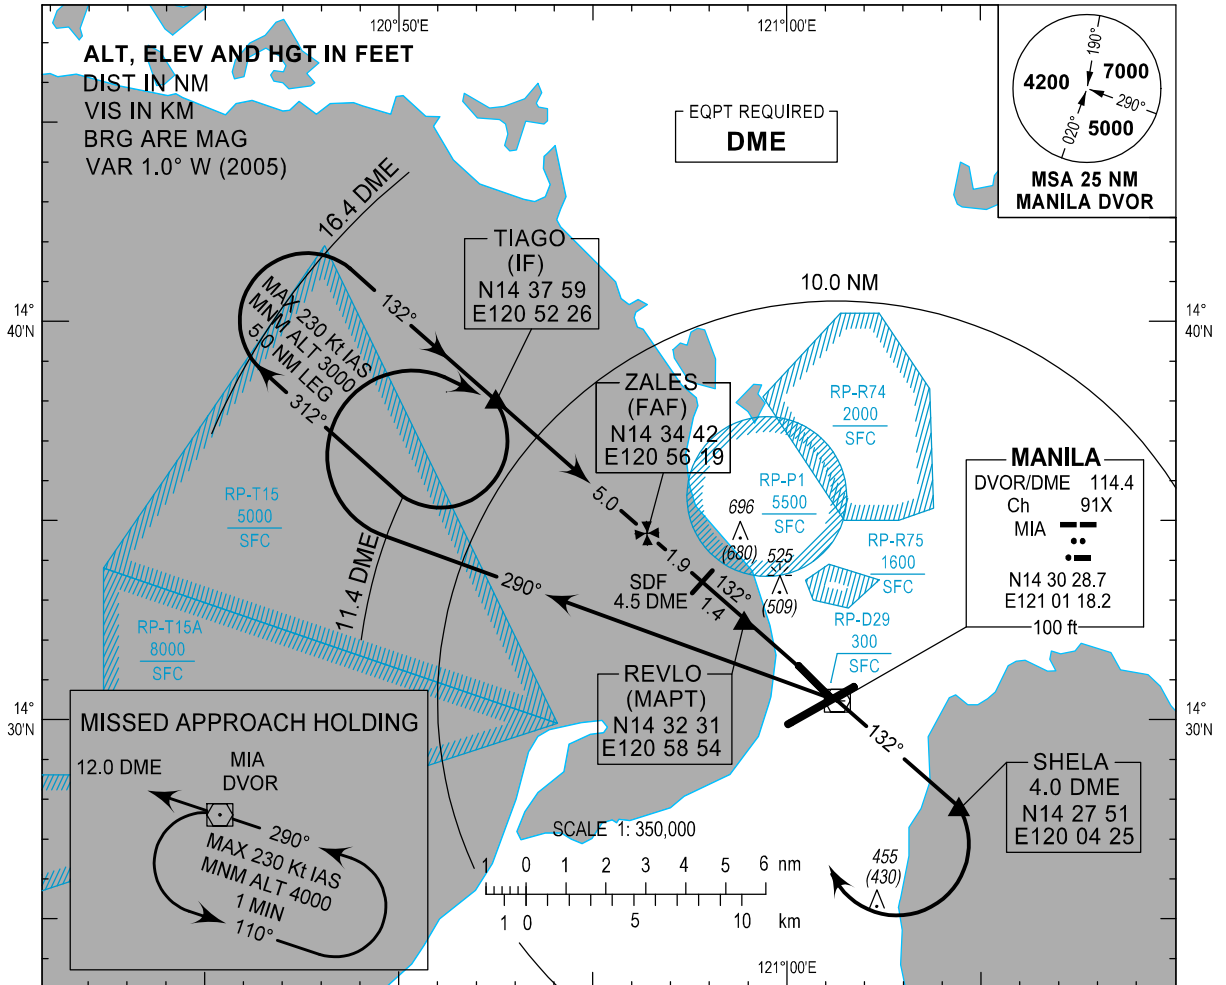 120°50'E
121°00'E
ALT, ELEV AND HGT IN FEET
DIST IN NM
VIS IN KM
BRG ARE MAG
VAR 1.0° W (2005)
EQPT REQUIRED
DME
190°
4200
7000
290°
020°
5000
MSA 25 NM
MANILA DVOR
16.4 DME
TIAGO
(IF)
N14 37 59
E120 52 26
10.0 NM
14°
40'N
14°
40'N
MAX 230 Kt IAS
MNM ALT 3000
5.0 NM LEG
132°
312°
ZALES
(FAF)
N14 34 42
E120 56 19
RP-R74
2000
SFC
RP-P1
5500
SFC
MANILA
DVOR/DME 114.4
Ch 91X
MIA
N14 30 28.7
E121 01 18.2
100 ft
RP-T15
5000
SFC
5.0
696
(680)
525
(509)
RP-R75
1600
SFC
1.9
132°
1.4
SDF
4.5 DME
290°
11.4 DME
RP-T15A
8000
SFC
RP-D29
300
SFC
REVLO
(MAPT)
N14 32 31
E120 58 54
14°
30'N
14°
30'N
132°
SHELA
4.0 DME
N14 27 51
E120 04 25
MISSED APPROACH HOLDING
12.0 DME
MIA
DVOR
290°
MAX 230 Kt IAS
MNM ALT 4000
1 MIN
110°
SCALE 1: 350,000
1 0 1 2 3 4 5 6 nm
1 0 5 10 km
455
(430)
121°00'E